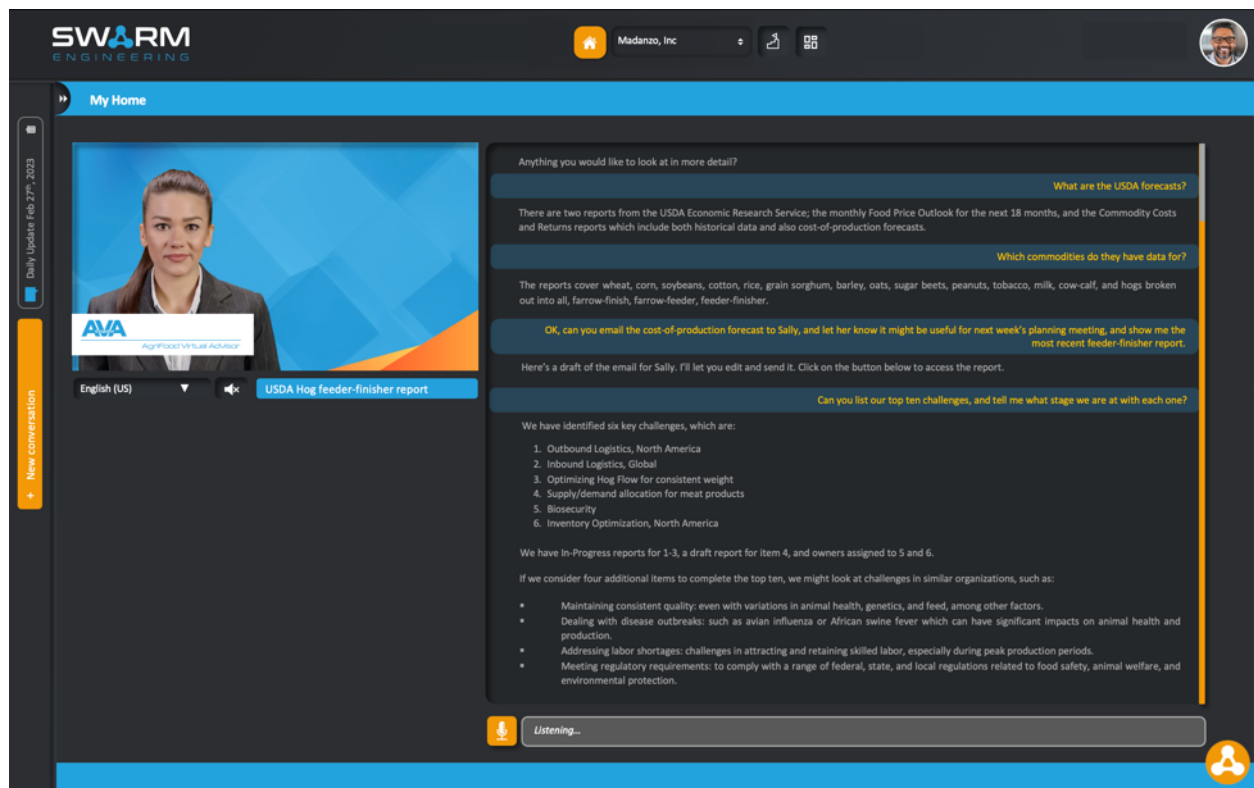 SWARM
ENGINEERING
Madanzo, Inc
My Home
Daily Update Feb 27th, 2023
+ New conversation
AVA
AgriFood Virtual Advisor
English (US)
USDA Hog feeder-finisher report
Anything you would like to look at in more detail?
What are the USDA forecasts?
There are two reports from the USDA Economic Research Service; the monthly Food Price Outlook for the next 18 months, and the Commodity Costs
and Returns reports which include both historical data and also cost-of-production forecasts.
Which commodities do they have data for?
The reports cover wheat, corn, soybeans, cotton, rice, grain sorghum, barley, oats, sugar beets, peanuts, tobacco, milk, cow-calf, and hogs broken
out into all, farrow-finish, farrow-feeder, feeder-finisher.
OK, can you email the cost-of-production forecast to Sally, and let her know it might be useful for next week's planning meeting, and show me the
most recent feeder-finisher report.
Here's a draft of the email for Sally. I'll let you edit and send it. Click on the button below to access the report.
Can you list our top ten challenges, and tell me what stage we are at with each one?
We have identified six key challenges, which are:
1. Outbound Logistics, North America
2. Inbound Logistics, Global
3. Optimizing Hog Flow for consistent weight
4. Supply/demand allocation for meat products
5. Biosecurity
6. Inventory Optimization, North America
We have In-Progress reports for 1-3, a draft report for item 4, and owners assigned to 5 and 6.
If we consider four additional items to complete the top ten, we might look at challenges in similar organizations, such as:
▪ Maintaining consistent quality: even with variations in animal health, genetics, and feed, among other factors.
▪ Dealing with disease outbreaks: such as avian influenza or African swine fever which can have significant impacts on animal health and
production.
▪ Addressing labor shortages: challenges in attracting and retaining skilled labor, especially during peak production periods.
▪ Meeting regulatory requirements: to comply with a range of federal, state, and local regulations related to food safety, animal welfare, and
environmental protection.
Listening...